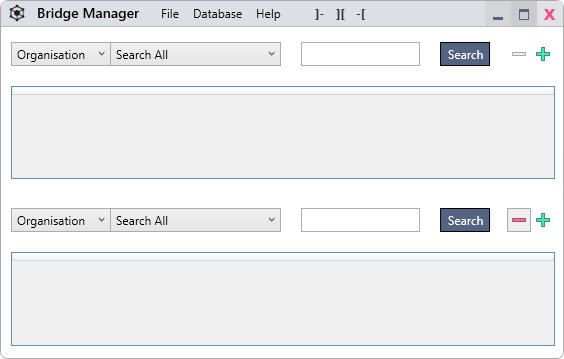 Bridge Manager File Database Help ]- ][ -[
Organisation Search All Search
Organisation Search All Search